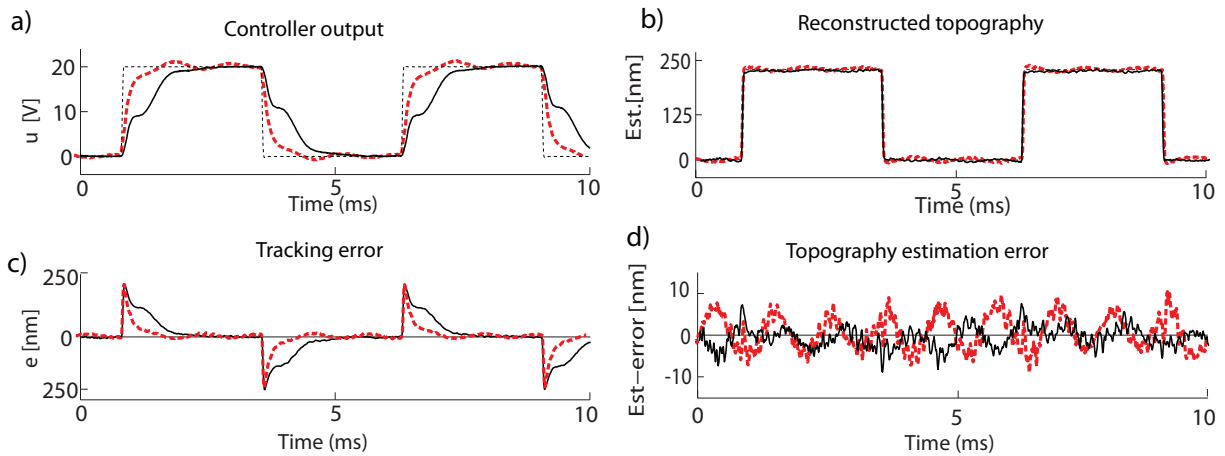 a)
Controller output
u [V]
20
10
0
0
5
10
Time (ms)
b)
Reconstructed topography
Est.[nm]
250
125
0
0
5
10
Time (ms)
c)
Tracking error
e [nm]
250
0
250
0
5
10
Time (ms)
d)
Topography estimation error
Est-error [nm]
10
0
-10
0
5
10
Time (ms)